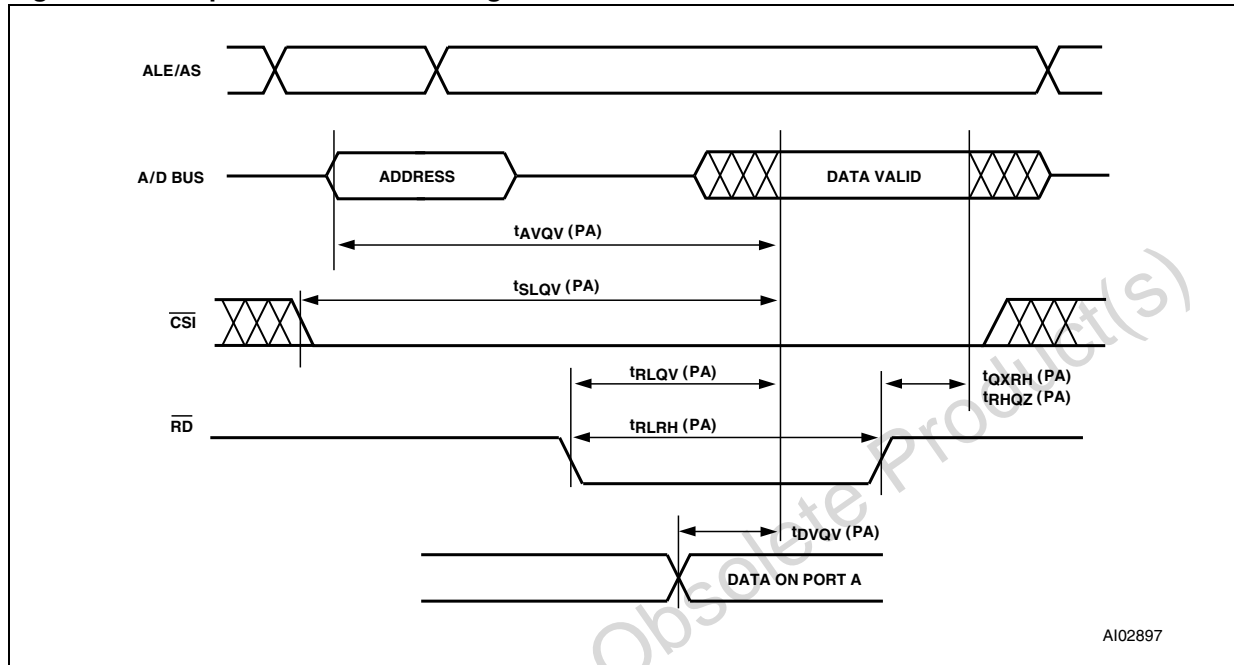 ALE/AS
A/D BUS
ADDRESS
DATA VALID
tAVQV (PA)
tSLQV (PA)
CSI
tRLQV (PA)
tQXRH (PA)
tRHQZ (PA)
tRLRH (PA)
RD
tDVQV (PA)
DATA ON PORT A
Obsolete Product(s)
AI02897